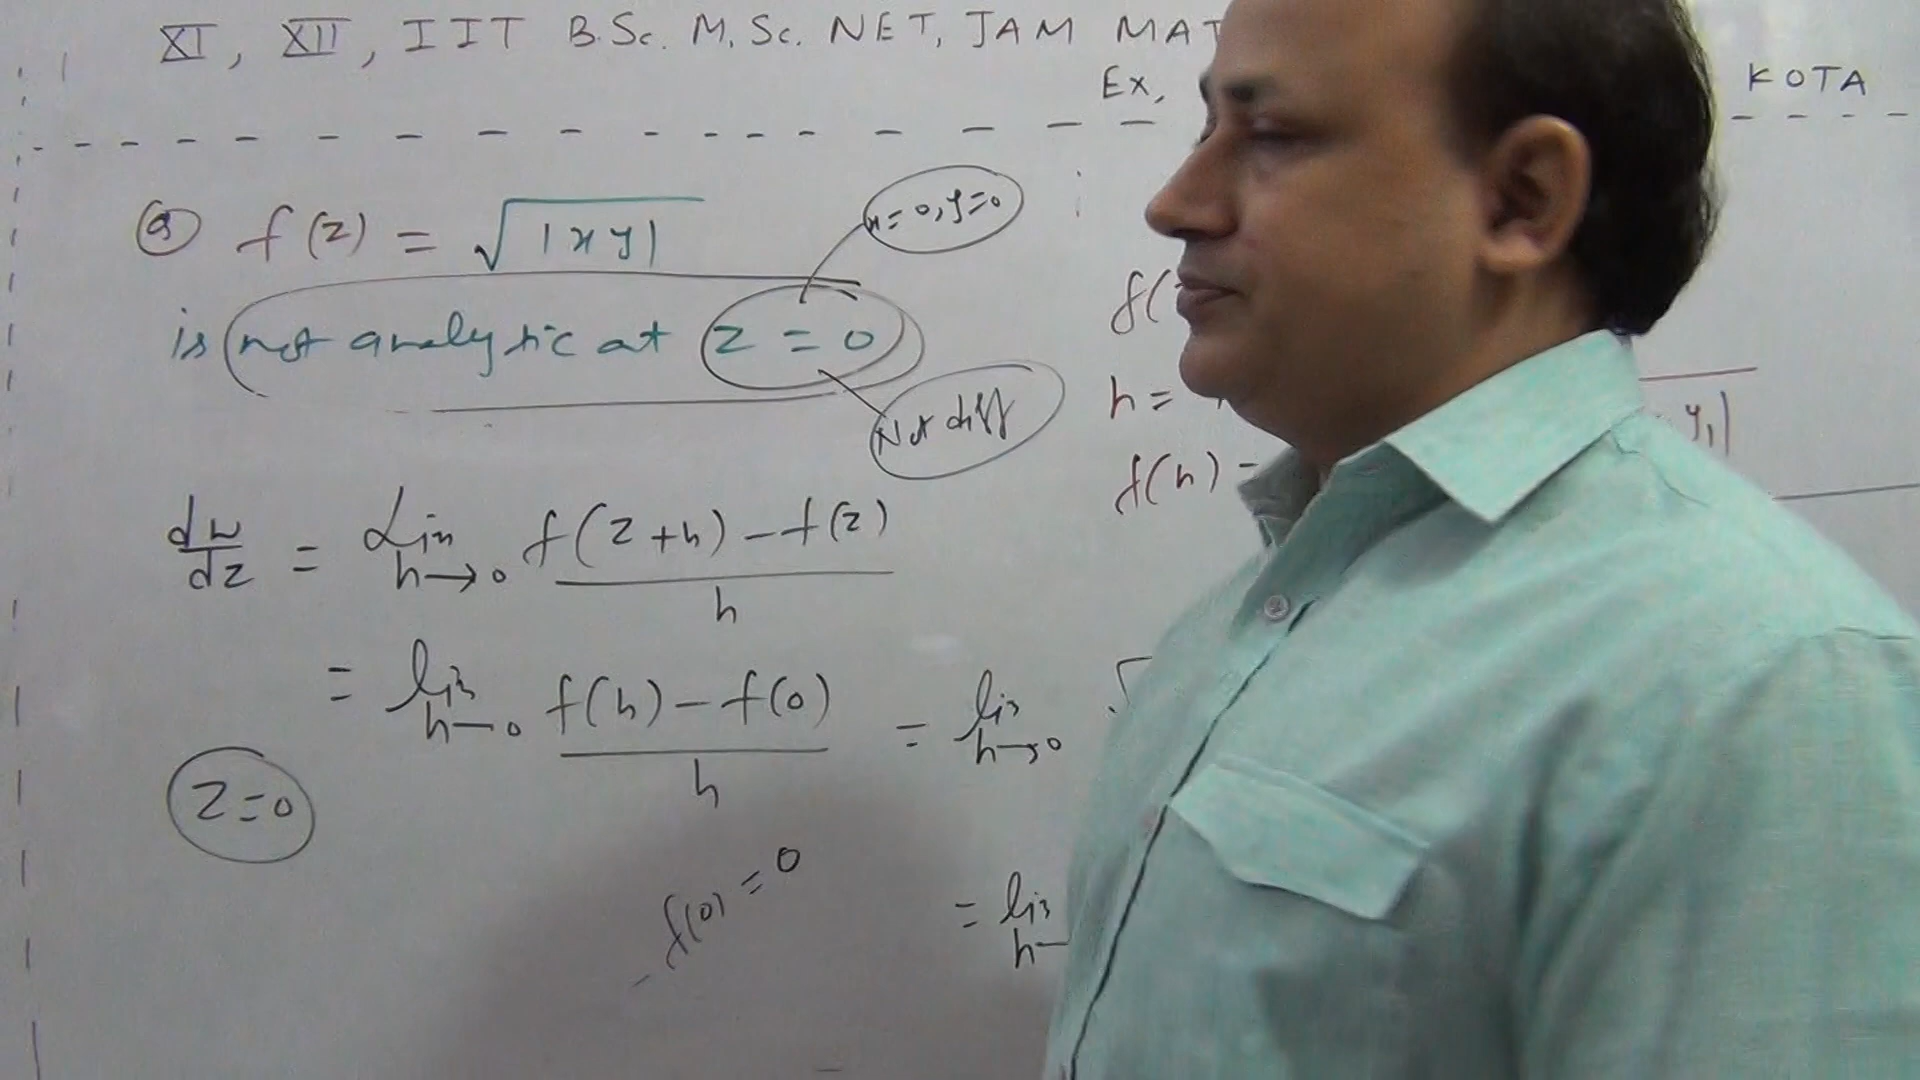 XI, XII, IIT B.Sc. M.Sc. NET, JAM MAT
Ex, KOTA
Q f(z) = √|xy|
x=0, y=0
is not analytic at z = 0
Not diff
dw/dz = Lim h→0 f(z+h) – f(z) / h
= lim h→0 f(h) – f(0) / h = lim h→0 √
z=0
f(0) = 0
= lim h→
f(
h =
y₁|
f(h) =